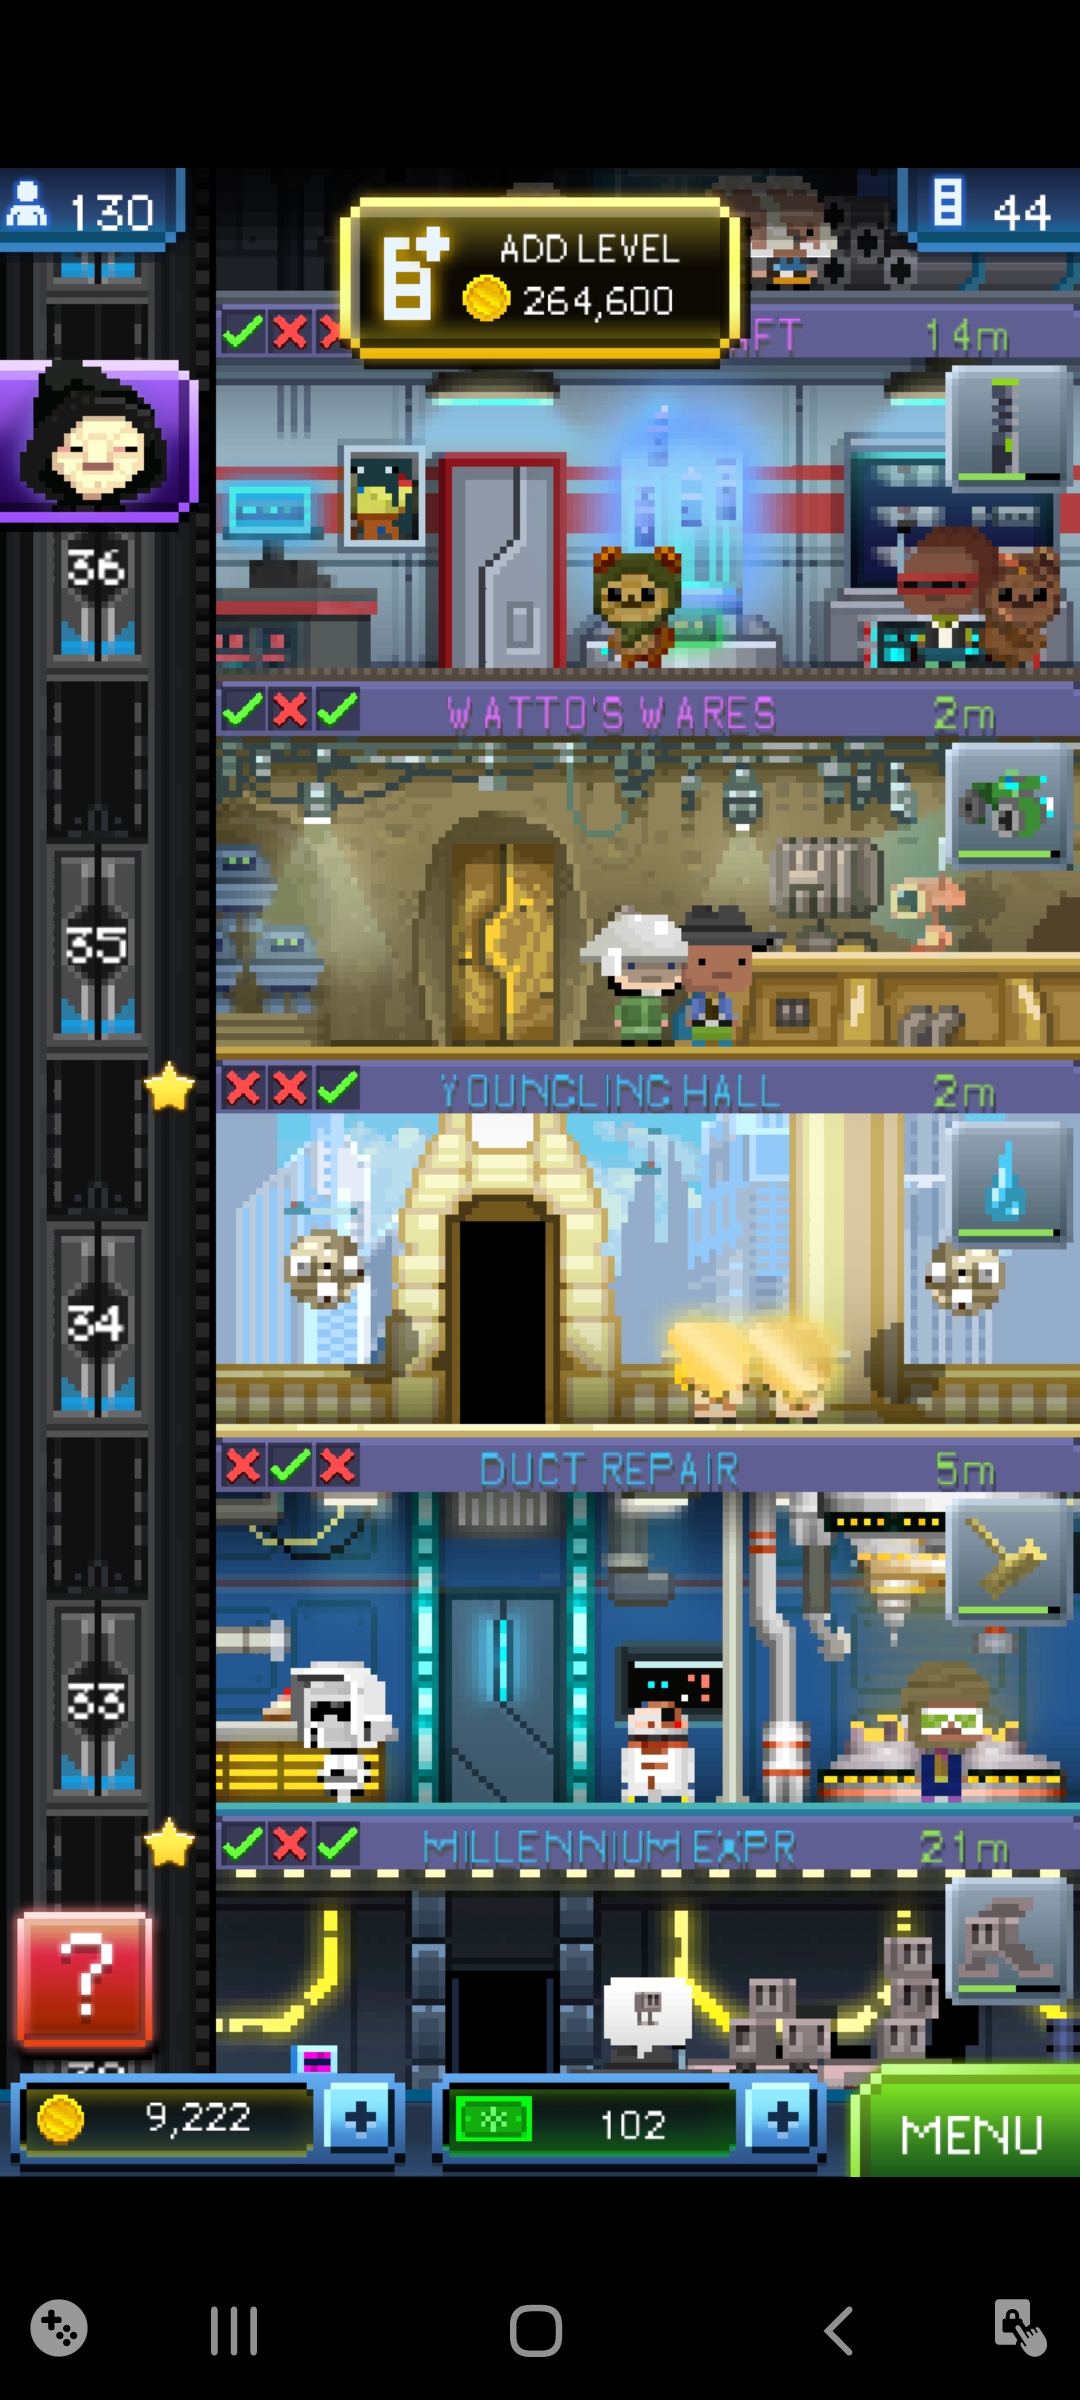 130
ADD LEVEL
264,600
44
14m
36
WATTO'S WARES
2m
35
YOUNGLING HALL
2m
34
DUCT REPAIR
5m
33
MILLENNIUM EXPR
21m
?
9,222
+
102
+
MENU